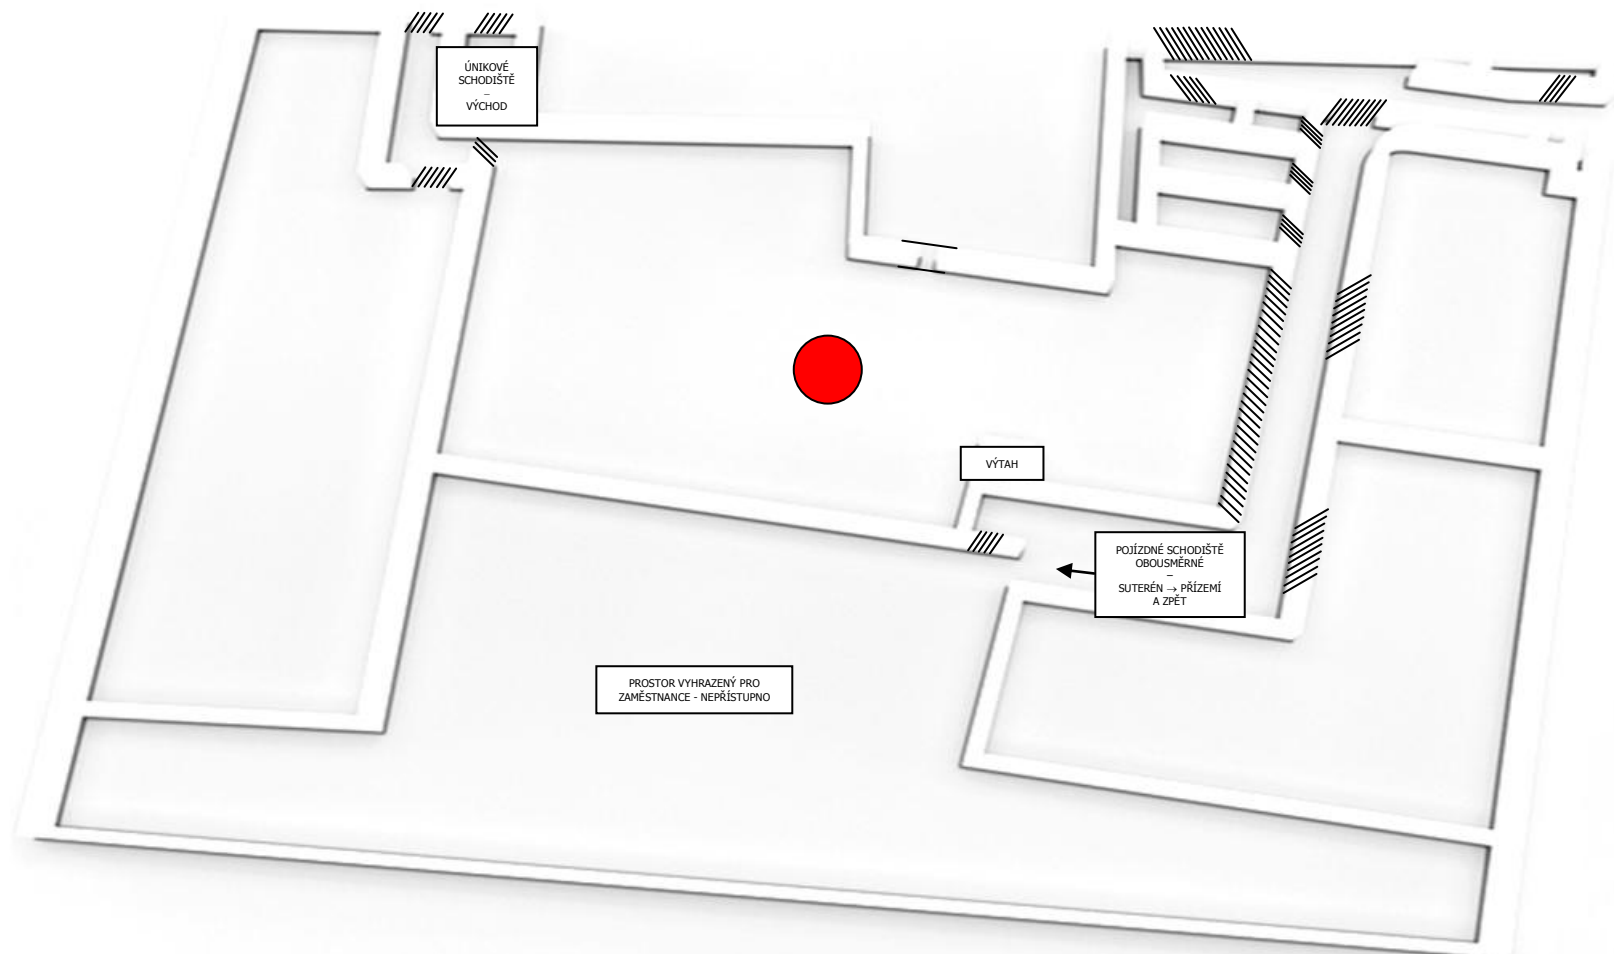 ÚNIKOVÉ
SCHODIŠTĚ
–
VÝCHOD
VÝTAH
POJÍZDNÉ SCHODIŠTĚ
OBOUSMĚRNÉ
–
SUTERÉN → PŘÍZEMÍ
A ZPĚT
PROSTOR VYHRAZENÝ PRO
ZAMĚSTNANCE - NEPŘÍSTUPNO